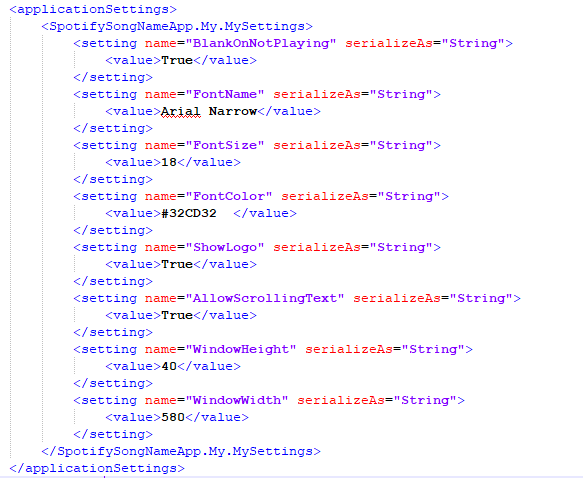 <applicationSettings>
    <SpotifySongNameApp.My.MySettings>
        <setting name="BlankOnNotPlaying" serializeAs="String">
            <value>True</value>
        </setting>
        <setting name="FontName" serializeAs="String">
            <value>Arial Narrow</value>
        </setting>
        <setting name="FontSize" serializeAs="String">
            <value>18</value>
        </setting>
        <setting name="FontColor" serializeAs="String">
            <value>#32CD32  </value>
        </setting>
        <setting name="ShowLogo" serializeAs="String">
            <value>True</value>
        </setting>
        <setting name="AllowScrollingText" serializeAs="String">
            <value>True</value>
        </setting>
        <setting name="WindowHeight" serializeAs="String">
            <value>40</value>
        </setting>
        <setting name="WindowWidth" serializeAs="String">
            <value>580</value>
        </setting>
    </SpotifySongNameApp.My.MySettings>
</applicationSettings>